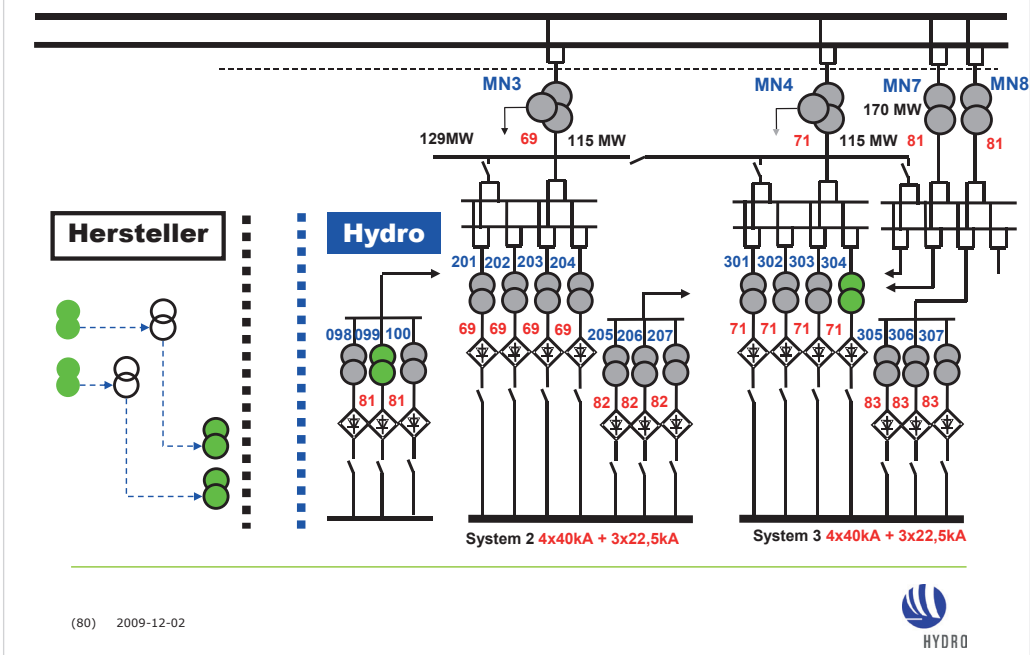 MN3
MN4
MN7
MN8
170 MW
129MW
69
115 MW
71
115 MW
81
81
Hersteller
Hydro
201 202 203 204
301 302 303 304
69 69 69 69
71 71 71 71
098 099 100
205 206 207
305 306 307
81 81
82 82 82
83 83 83
System 2 4x40kA + 3x22,5kA
System 3 4x40kA + 3x22,5kA
(80) 2009-12-02
HYDRO